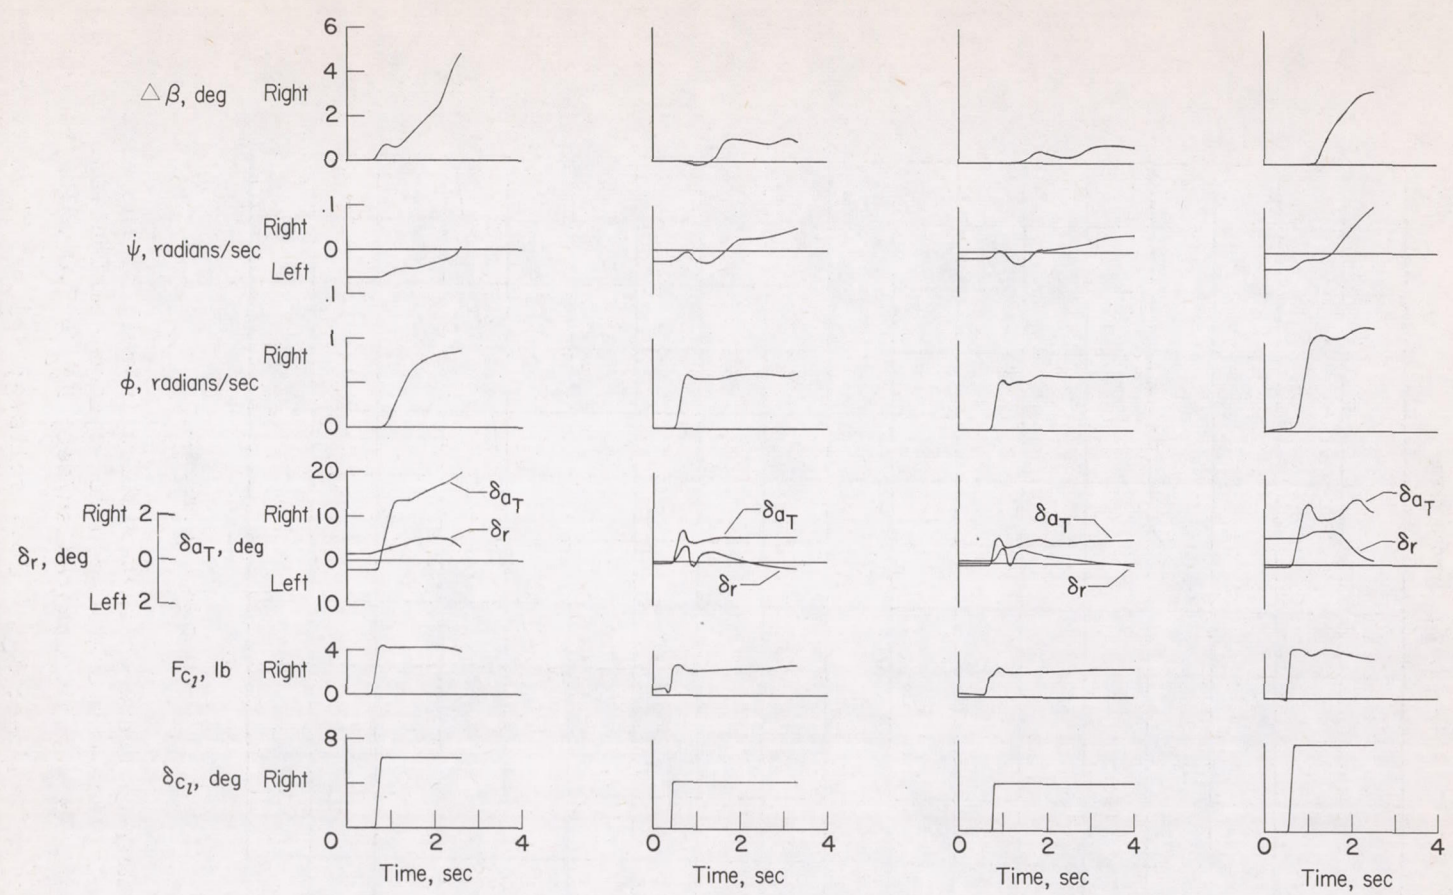 6
4
2
0
△ β, deg Right
.1
0
.1
ψ̇, radians/sec Right Left
1
0
φ̇, radians/sec Right
20
10
0
10
δr, deg Right 2 0 Left 2
δaT, deg Right Left
δaT
δr
δaT
δr
δaT
δr
δaT
δr
4
0
Fcl, lb Right
8
0
δcl, deg Right
2 4
0 2 4
0 2 4
0 2 4
Time, sec Time, sec Time, sec Time, sec